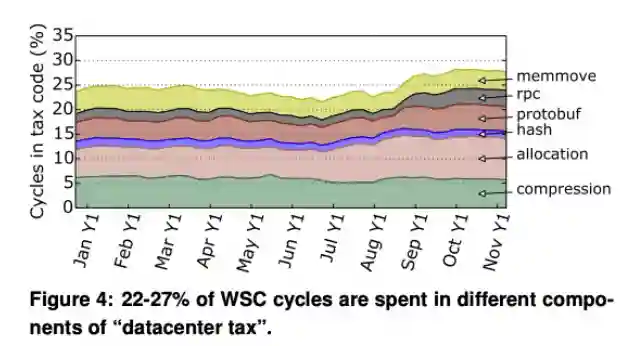 Cycles in tax code (%)
35
30
25
20
15
10
5
0
memmove
rpc
protobuf
hash
allocation
compression
Jan Y1
Feb Y1
Mar Y1
Apr Y1
May Y1
Jun Y1
Jul Y1
Aug Y1
Sep Y1
Oct Y1
Nov Y1
Figure 4: 22-27% of WSC cycles are spent in different compo-
nents of “datacenter tax”.